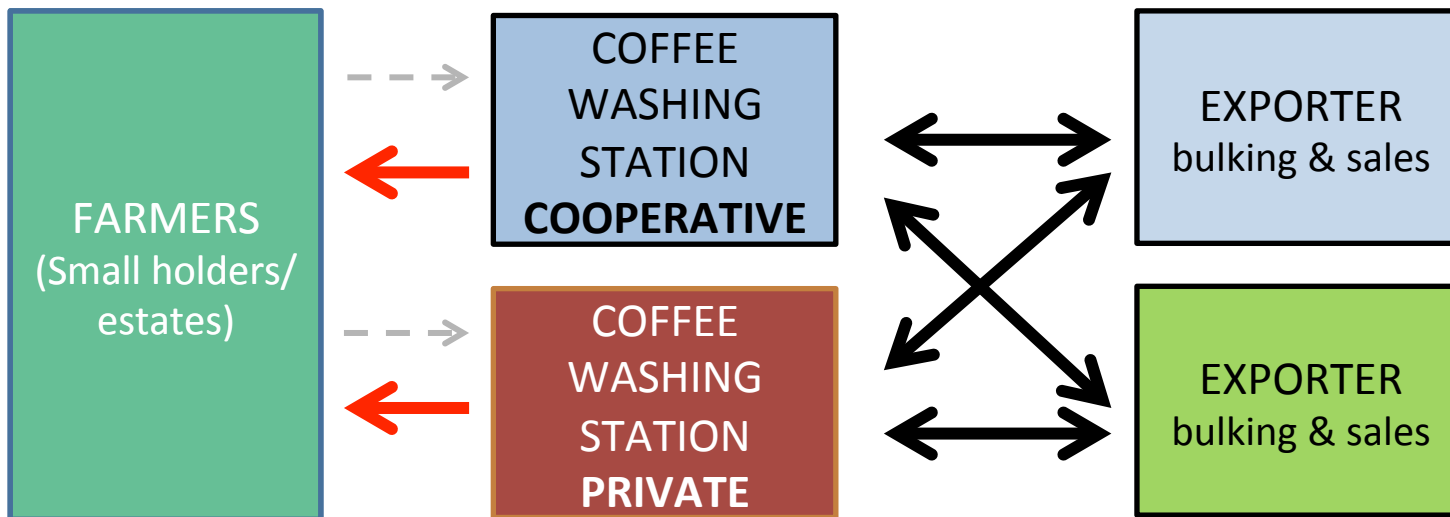 FARMERS
(Small holders/
estates)
COFFEE
WASHING
STATION
COOPERATIVE
COFFEE
WASHING
STATION
PRIVATE
EXPORTER
bulking & sales
EXPORTER
bulking & sales